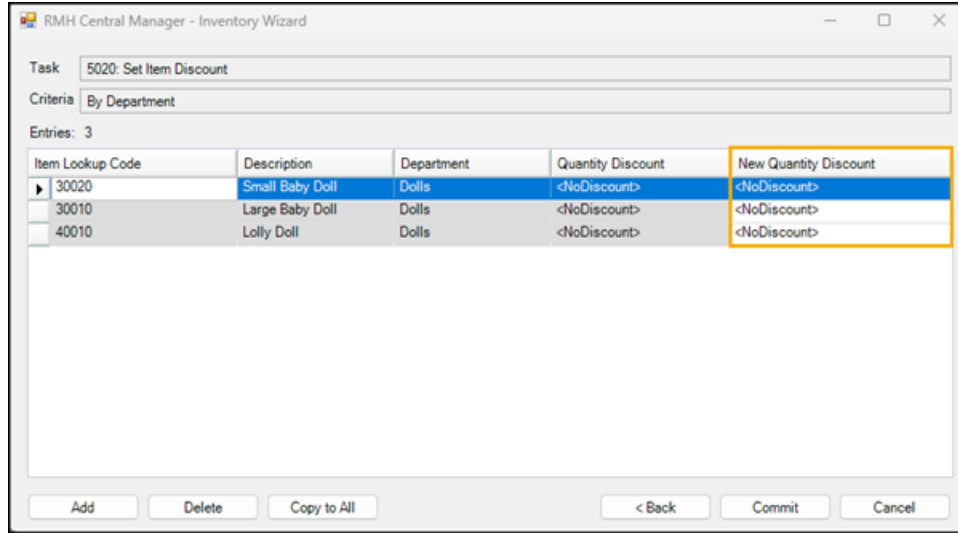 RMH Central Manager - Inventory Wizard
Task 5020: Set Item Discount
Criteria By Department
Entries: 3
Item Lookup Code Description Department Quantity Discount New Quantity Discount
30020 Small Baby Doll Dolls <NoDiscount> <NoDiscount>
30010 Large Baby Doll Dolls <NoDiscount> <NoDiscount>
40010 Lolly Doll Dolls <NoDiscount> <NoDiscount>
Add Delete Copy to All < Back Commit Cancel